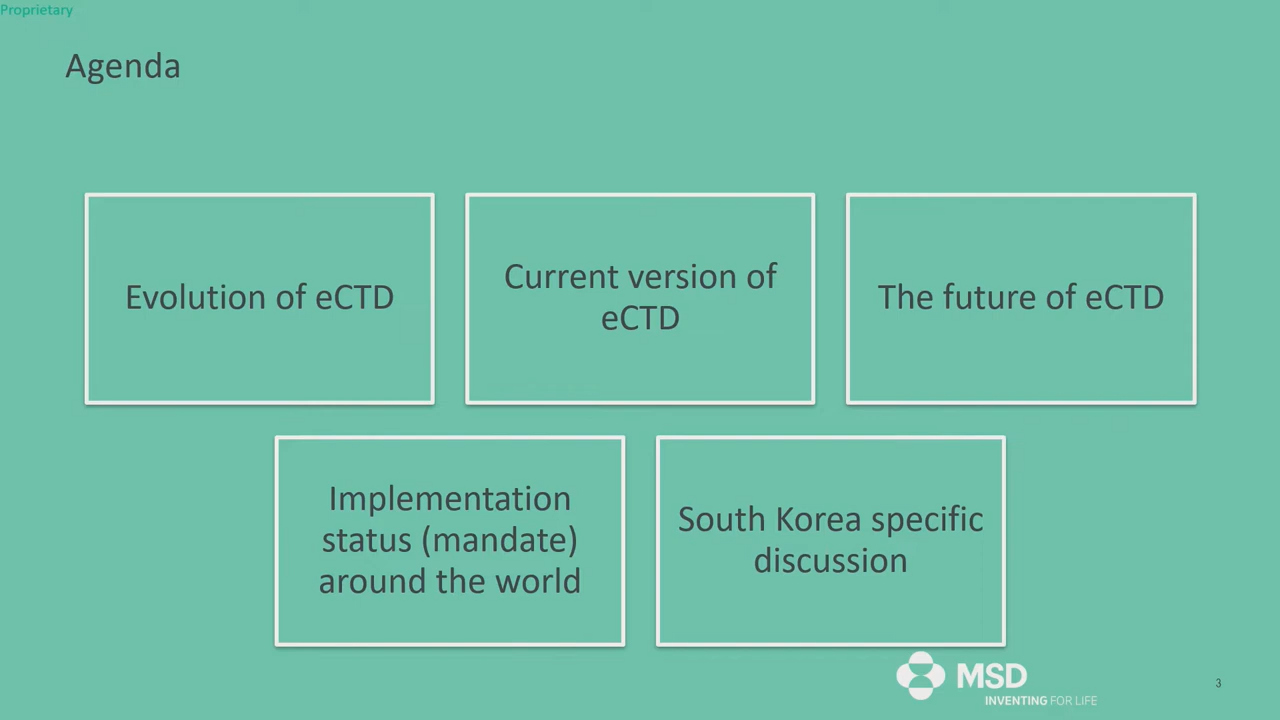 Proprietary
Agenda
Evolution of eCTD
Current version of
eCTD
The future of eCTD
Implementation
status (mandate)
around the world
South Korea specific
discussion
MSD
INVENTING FOR LIFE
3